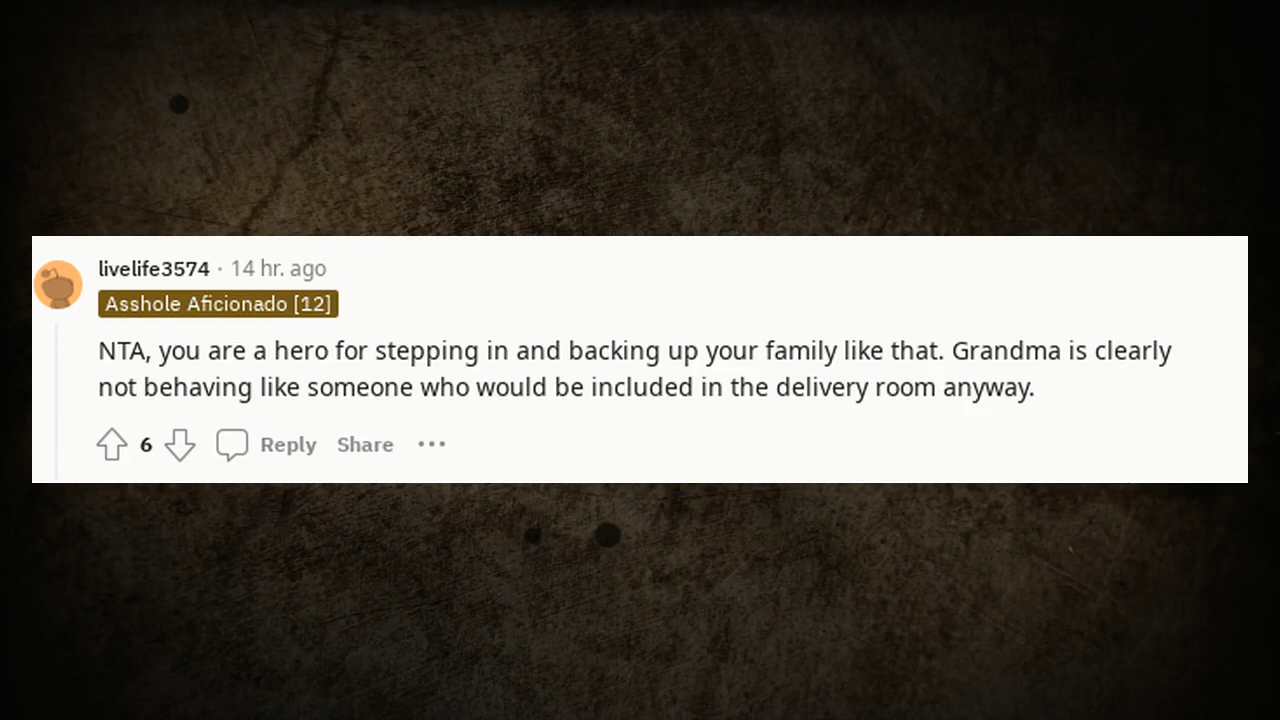 livelife3574 · 14 hr. ago
Asshole Aficionado [12]
NTA, you are a hero for stepping in and backing up your family like that. Grandma is clearly
not behaving like someone who would be included in the delivery room anyway.
6 Reply Share ···